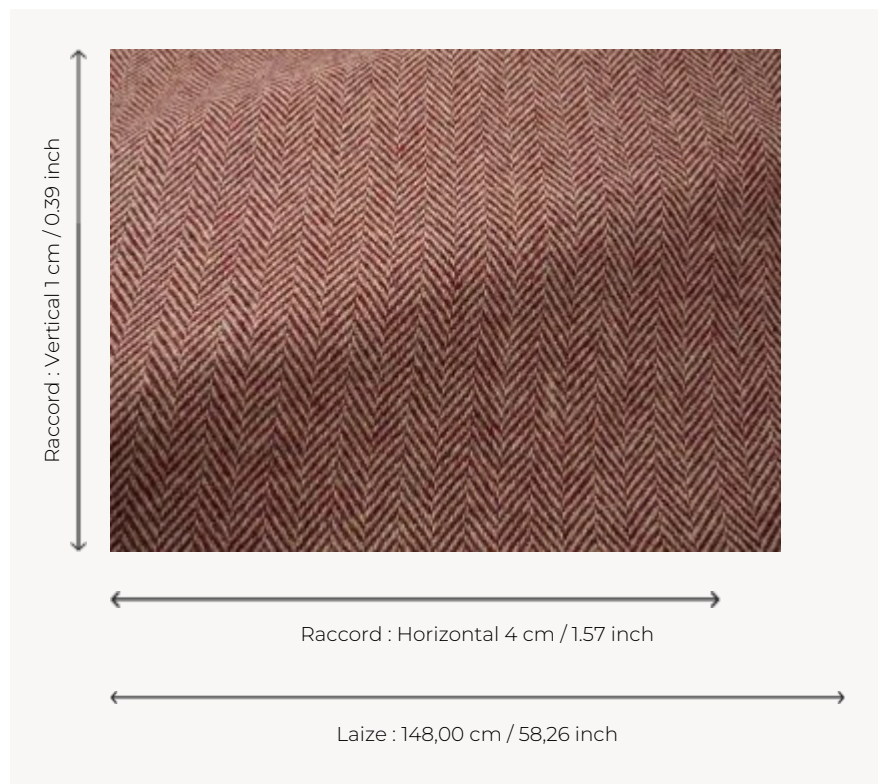 Raccord : Vertical 1 cm / 0.39 inch
Raccord : Horizontal 4 cm / 1.57 inch
Laize : 148,00 cm / 58,26 inch